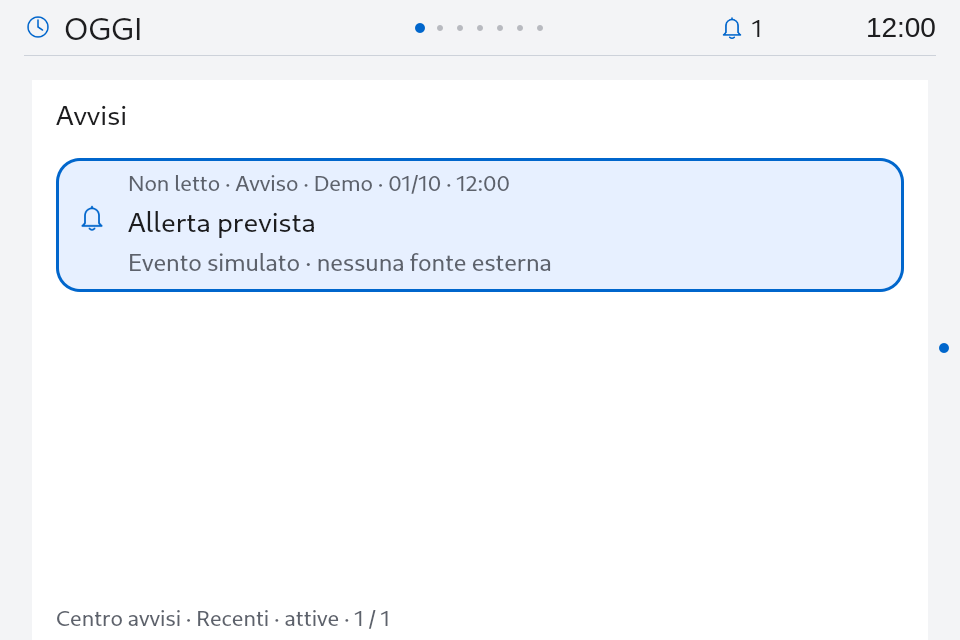 OGGI
1
12:00
Avvisi
Non letto · Avviso · Demo · 01/10 · 12:00
Allerta prevista
Evento simulato · nessuna fonte esterna
Centro avvisi · Recenti · attive · 1 / 1